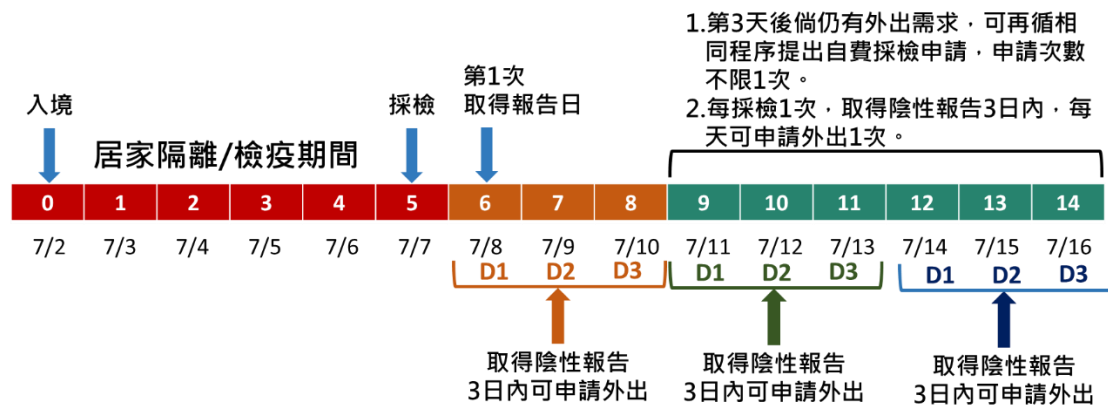 1.第3天後倘仍有外出需求，可再循相
同程序提出自費採檢申請，申請次數
不限1次。
2.每採檢1次，取得陰性報告3日內，每
天可申請外出1次。
入境
採檢
第1次
取得報告日
居家隔離/檢疫期間
0 1 2 3 4 5 6 7 8 9 10 11 12 13 14
7/2 7/3 7/4 7/5 7/6 7/7 7/8 7/9 7/10 7/11 7/12 7/13 7/14 7/15 7/16
D1 D2 D3 D1 D2 D3 D1 D2 D3
取得陰性報告
3日內可申請外出
取得陰性報告
3日內可申請外出
取得陰性報告
3日內可申請外出